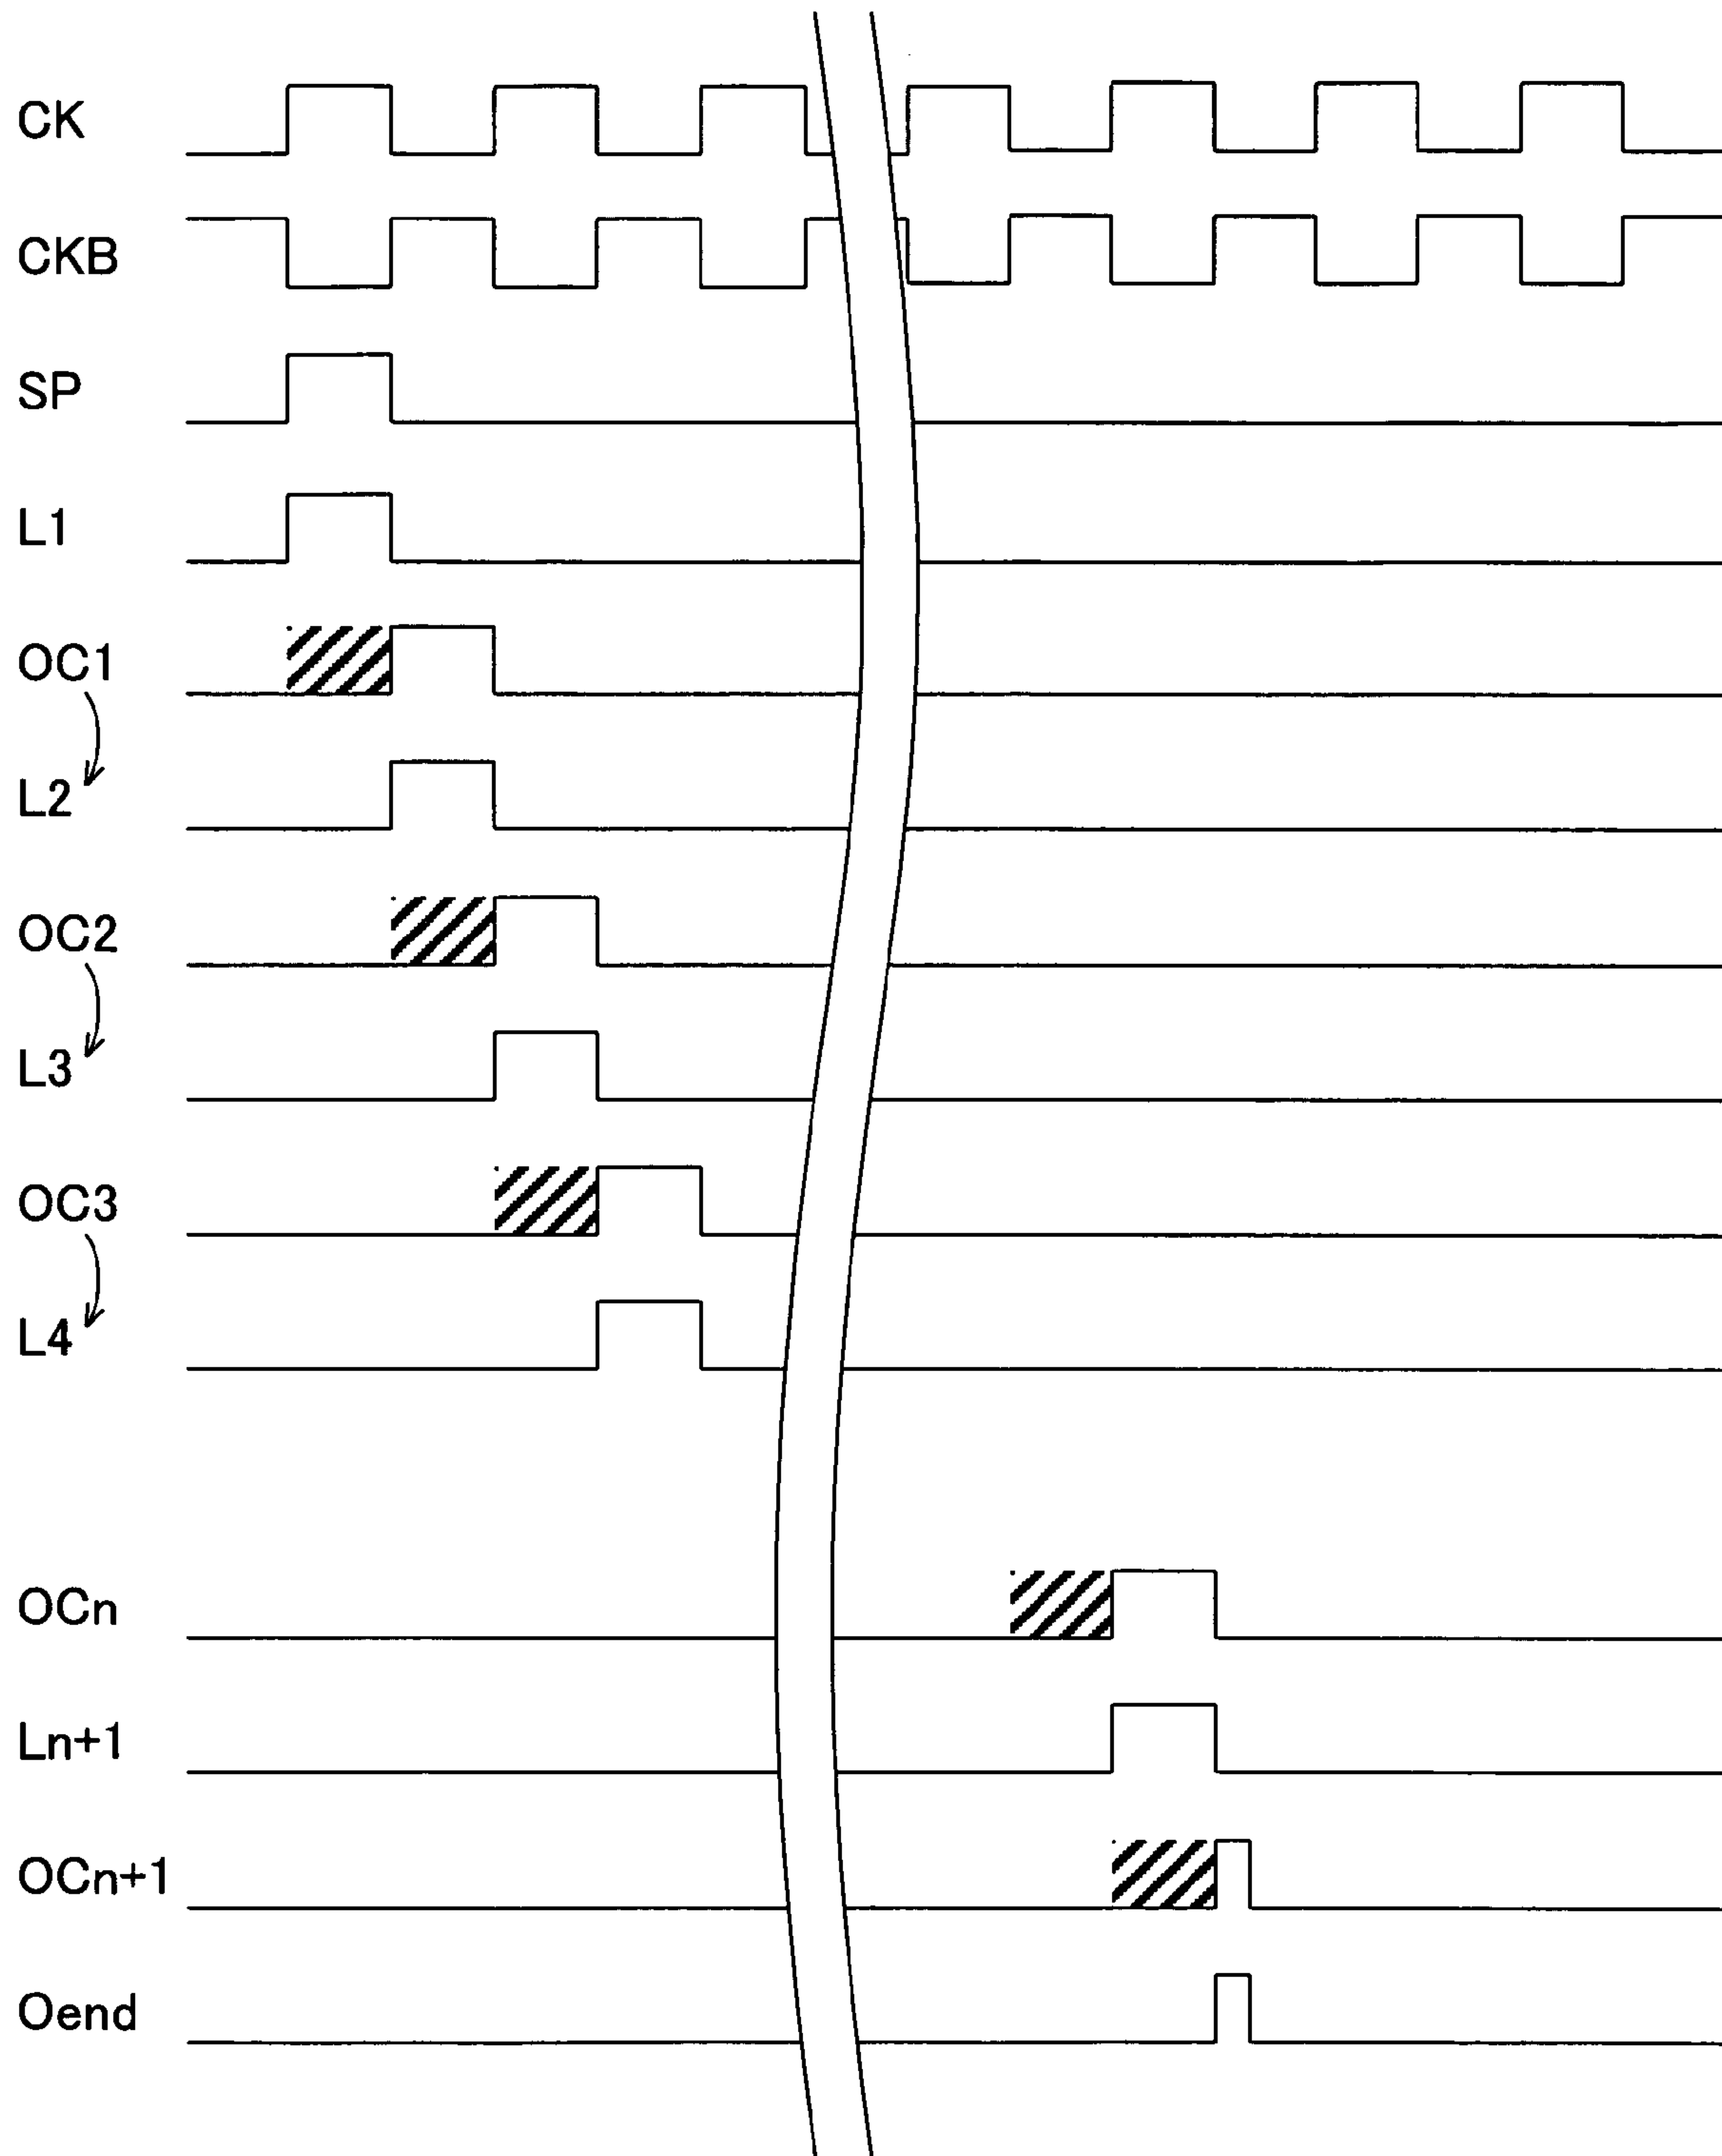 CK
CKB
SP
L1
OC1
L2
OC2
L3
OC3
L4
OCn
Ln+1
OCn+1
Oend